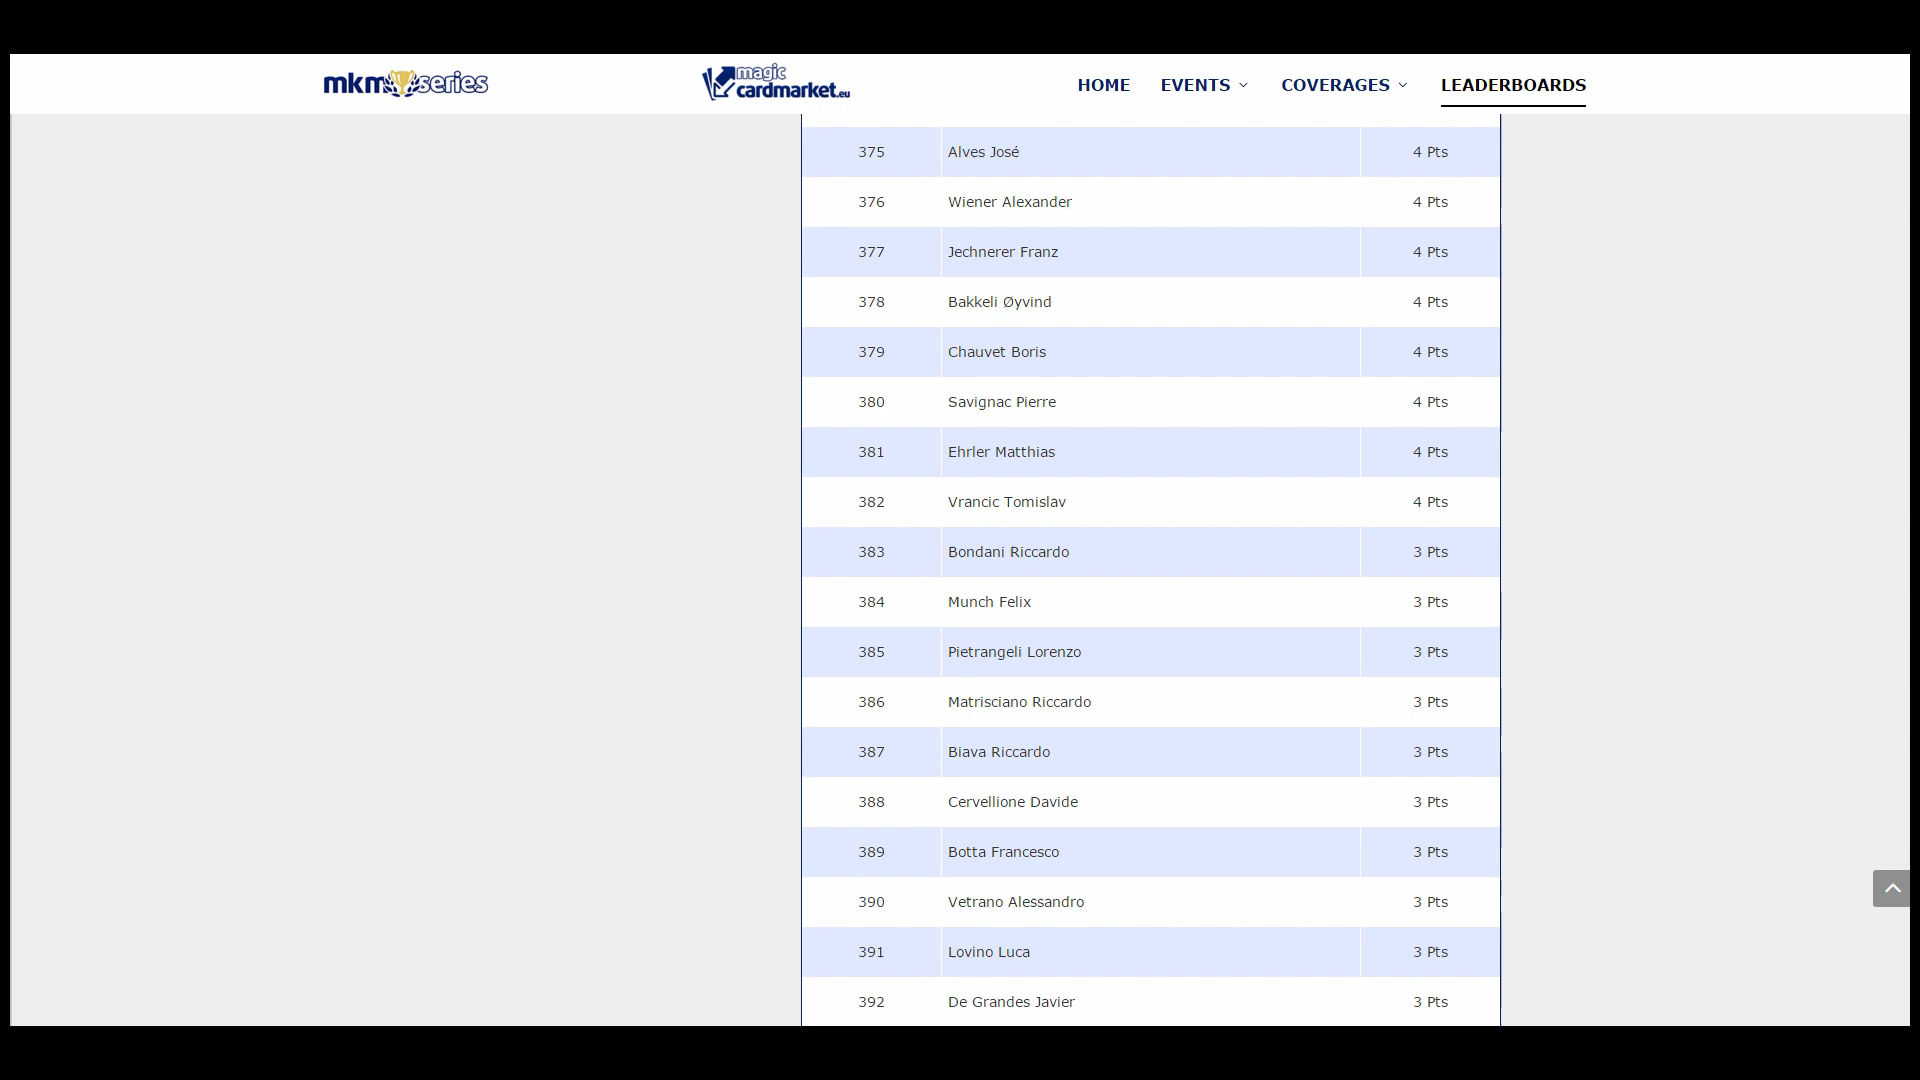 mkm series
magic
cardmarket.eu
HOME EVENTS COVERAGES LEADERBOARDS
375 Alves José 4 Pts
376 Wiener Alexander 4 Pts
377 Jechnerer Franz 4 Pts
378 Bakkeli Øyvind 4 Pts
379 Chauvet Boris 4 Pts
380 Savignac Pierre 4 Pts
381 Ehrler Matthias 4 Pts
382 Vrancic Tomislav 4 Pts
383 Bondani Riccardo 3 Pts
384 Munch Felix 3 Pts
385 Pietrangeli Lorenzo 3 Pts
386 Matrisciano Riccardo 3 Pts
387 Biava Riccardo 3 Pts
388 Cervellione Davide 3 Pts
389 Botta Francesco 3 Pts
390 Vetrano Alessandro 3 Pts
391 Lovino Luca 3 Pts
392 De Grandes Javier 3 Pts